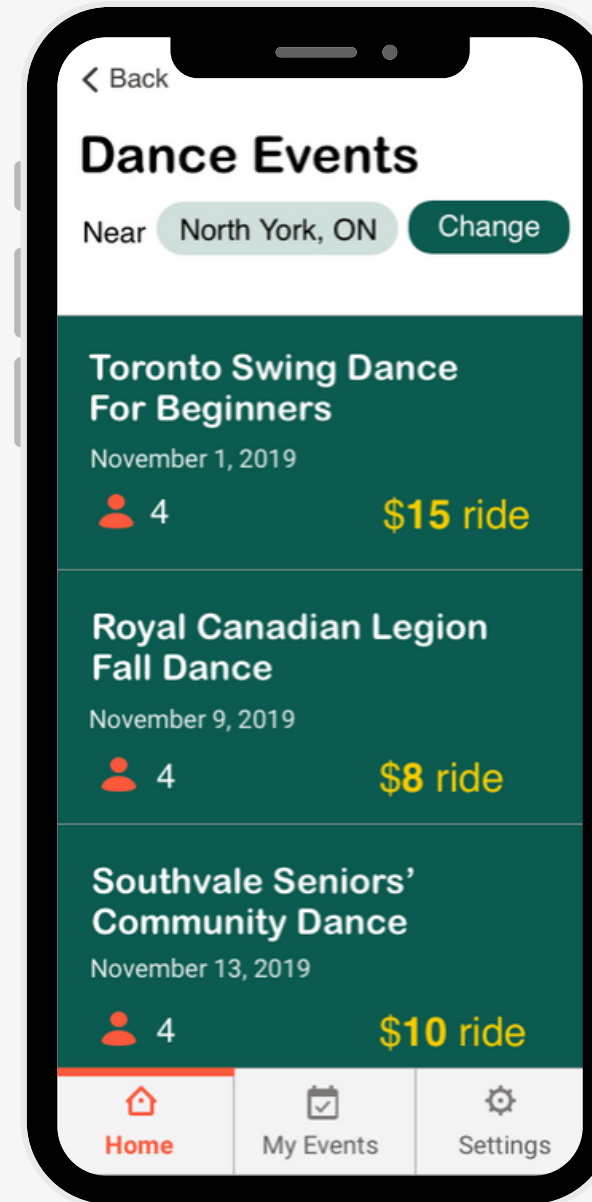 Back
Dance Events
Near North York, ON Change
Toronto Swing Dance
For Beginners
November 1, 2019
4 $15 ride
Royal Canadian Legion
Fall Dance
November 9, 2019
4 $8 ride
Southvale Seniors’
Community Dance
November 13, 2019
4 $10 ride
Home My Events Settings